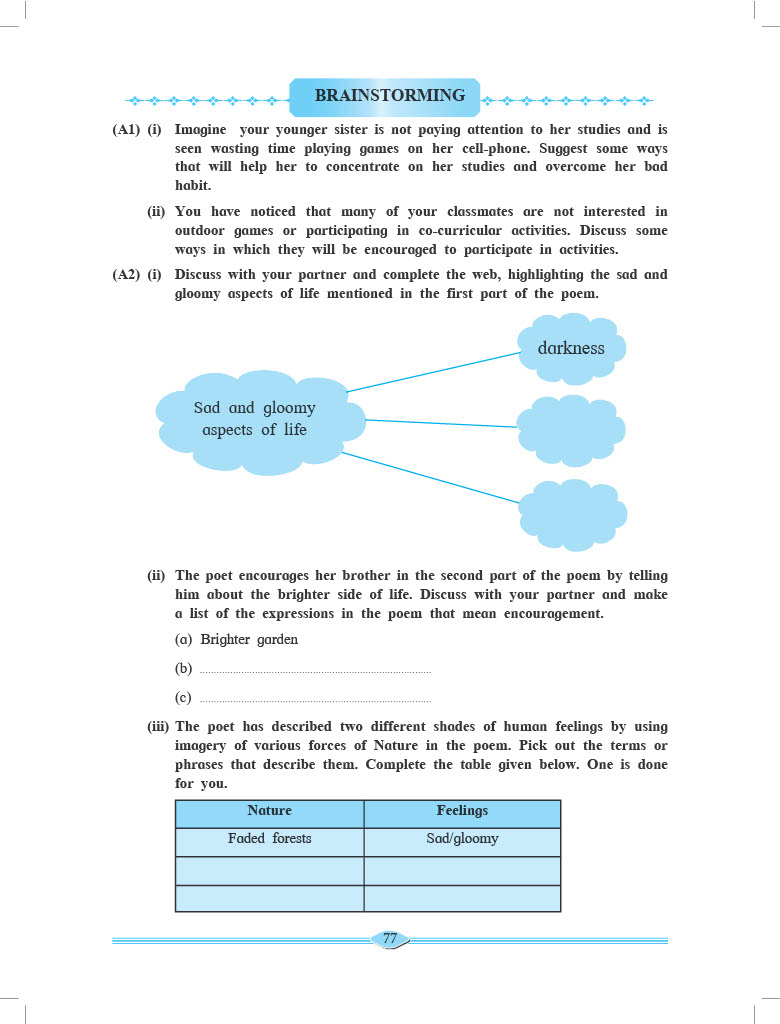 BRAINSTORMING
(A1) (i) Imagine your younger sister is not paying attention to her studies and is
seen wasting time playing games on her cell-phone. Suggest some ways
that will help her to concentrate on her studies and overcome her bad
habit.
(ii) You have noticed that many of your classmates are not interested in
outdoor games or participating in co-curricular activities. Discuss some
ways in which they will be encouraged to participate in activities.
(A2) (i) Discuss with your partner and complete the web, highlighting the sad and
gloomy aspects of life mentioned in the first part of the poem.
darkness
Sad and gloomy
aspects of life
(ii) The poet encourages her brother in the second part of the poem by telling
him about the brighter side of life. Discuss with your partner and make
a list of the expressions in the poem that mean encouragement.
(a) Brighter garden
(b)
(c)
(iii) The poet has described two different shades of human feelings by using
imagery of various forces of Nature in the poem. Pick out the terms or
phrases that describe them. Complete the table given below. One is done
for you.
Nature Feelings
Faded forests Sad/gloomy
77